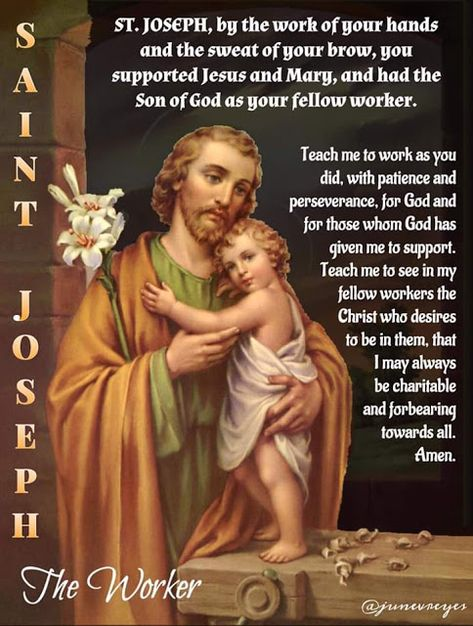 SAINT JOSEPH
ST. JOSEPH, by the work of your hands
and the sweat of your brow, you
supported Jesus and Mary, and had the
Son of God as your fellow worker.
Teach me to work as you
did, with patience and
perseverance, for God and
for those whom God has
given me to support.
Teach me to see in my
fellow workers the
Christ who desires
to be in them, that
I may always
be charitable
and forbearing
towards all.
Amen.
The Worker
@junevreyes